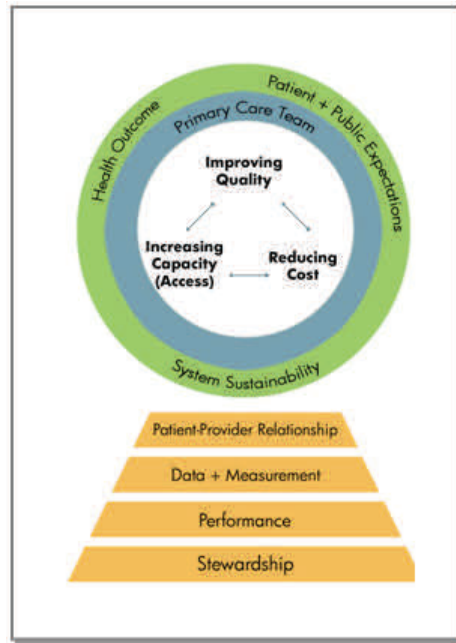 Health Outcome
Patient + Public Expectations
Primary Care Team
Improving
Quality
Increasing
Capacity
(Access)
Reducing
Cost
System Sustainability
Patient-Provider Relationship
Data + Measurement
Performance
Stewardship